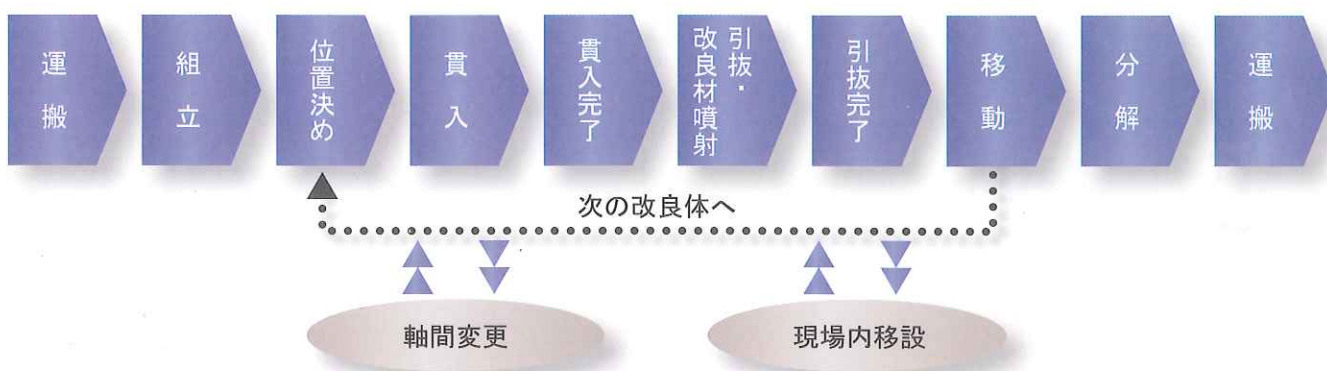 運搬
組立
位置決め
貫入
貫入完了
引抜・
改良材噴射
引抜完了
移動
分解
運搬
次の改良体へ
軸間変更
現場内移設